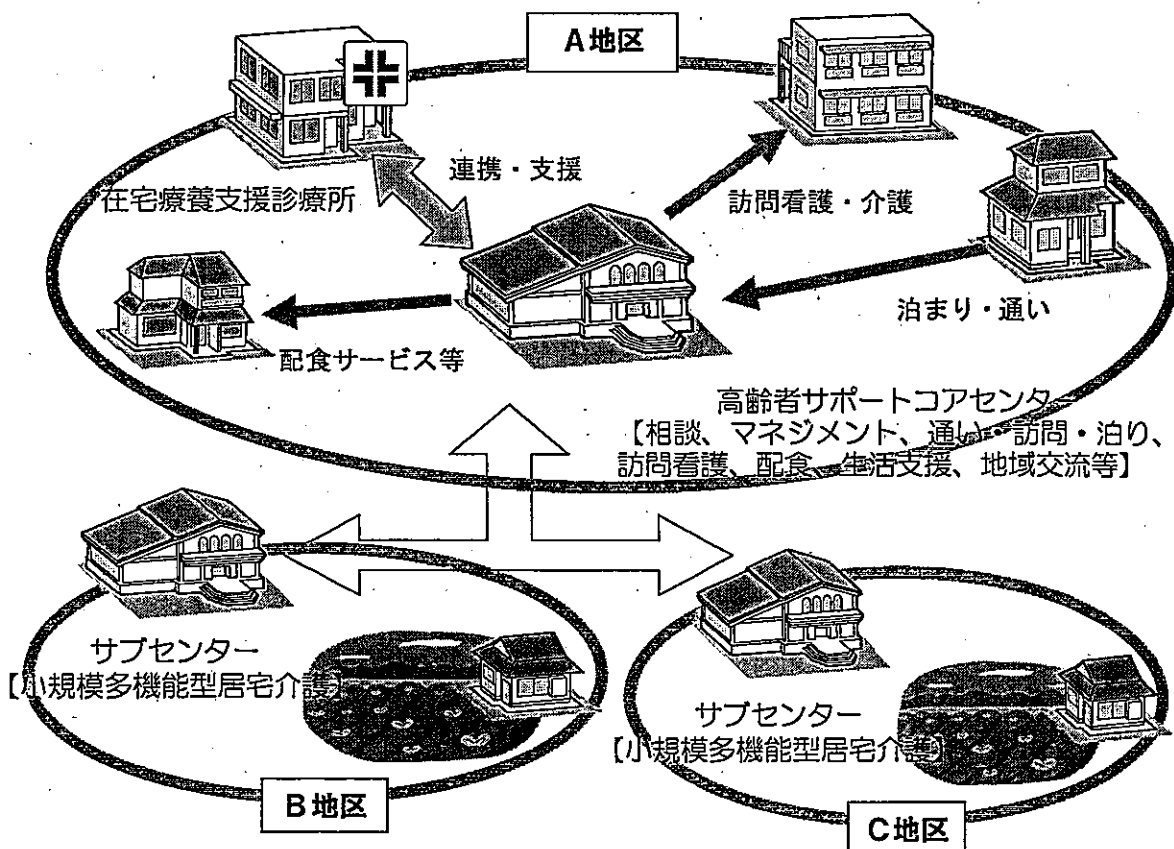 A地区
連携・支援
在宅療養支援診療所
訪問看護・介護
泊まり・通い
配食サービス等
高齢者サポートコアセンター
【相談、マネジメント、通い・訪問・泊り、
訪問看護、配食、生活支援、地域交流等】
サブセンター
【小規模多機能型居宅介護】
B地区
サブセンター
【小規模多機能型居宅介護】
C地区